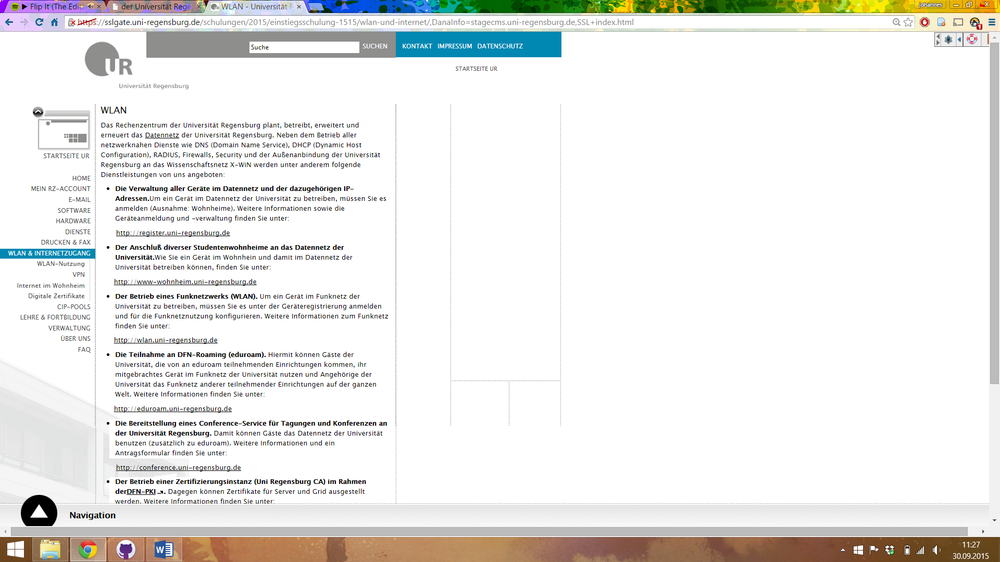 ▶ Flip It (The Edit
der Universität Rege
WLAN - Universität F
johannes
https://sslgate.uni-regensburg.de/schulungen/2015/einstiegsschulung-1515/wlan-und-internet/,DanaInfo=stagecms.uni-regensburg.de,SSL+index.html
1
UR
Universität Regensburg
Suche
SUCHEN
KONTAKT IMPRESSUM DATENSCHUTZ
STARTSEITE UR
STARTSEITE UR
HOME
MEIN RZ-ACCOUNT
E-MAIL
SOFTWARE
HARDWARE
DIENSTE
DRUCKEN & FAX
WLAN & INTERNETZUGANG
WLAN-Nutzung
VPN
Internet im Wohnheim
Digitale Zertifikate
CIP-POOLS
LEHRE & FORTBILDUNG
VERWALTUNG
ÜBER UNS
FAQ
WLAN
Das Rechenzentrum der Universität Regensburg plant, betreibt, erweitert und
erneuert das Datennetz der Universität Regensburg. Neben dem Betrieb aller
netzwerknahen Dienste wie DNS (Domain Name Service), DHCP (Dynamic Host
Configuration), RADIUS, Firewalls, Security und der Außenanbindung der Universität
Regensburg an das Wissenschaftsnetz X-WiN werden unter anderem folgende
Dienstleistungen von uns angeboten:
• Die Verwaltung aller Geräte im Datennetz und der dazugehörigen IP-
Adressen.Um ein Gerät im Datennetz der Universität zu betreiben, müssen Sie es
anmelden (Ausnahme: Wohnheime). Weitere Informationen sowie die
Geräteanmeldung und -verwaltung finden Sie unter:
http://register.uni-regensburg.de
• Der Anschluß diverser Studentenwohnheime an das Datennetz der
Universität.Wie Sie ein Gerät im Wohnhein und damit im Datennetz der
Universität betreiben können, finden Sie unter:
http://www-wohnheim.uni-regensburg.de
• Der Betrieb eines Funknetzwerks (WLAN). Um ein Gerät im Funknetz der
Universität zu betreiben, müssen Sie es unter der Geräteregistrierung anmelden
und für die Funknetznutzung konfigurieren. Weitere Informationen zum Funknetz
finden Sie unter:
http://wlan.uni-regensburg.de
• Die Teilnahme an DFN-Roaming (eduroam). Hiermit können Gäste der
Universität, die von an eduroam teilnehmenden Einrichtungen kommen, ihr
mitgebrachtes Gerät im Funknetz der Universität nutzen und Angehörige der
Universität das Funknetz anderer teilnehmender Einrichtungen auf der ganzen
Welt. Weitere Informationen finden Sie unter:
http://eduroam.uni-regensburg.de
• Die Bereitstellung eines Conference-Service für Tagungen und Konferenzen an
der Universität Regensburg. Damit können Gäste das Datennetz der Universität
benutzen (zusätzlich zu eduroam). Weitere Informationen und ein
Antragsformular finden Sie unter:
http://conference.uni-regensburg.de
• Der Betrieb einer Zertifizierungsinstanz (Uni Regensburg CA) im Rahmen
derDFN-PKI. Dagegen können Zertifikate für Server und Grid ausgestellt
werden. Weitere Informationen finden Sie unter:
Navigation
11:27
30.09.2015